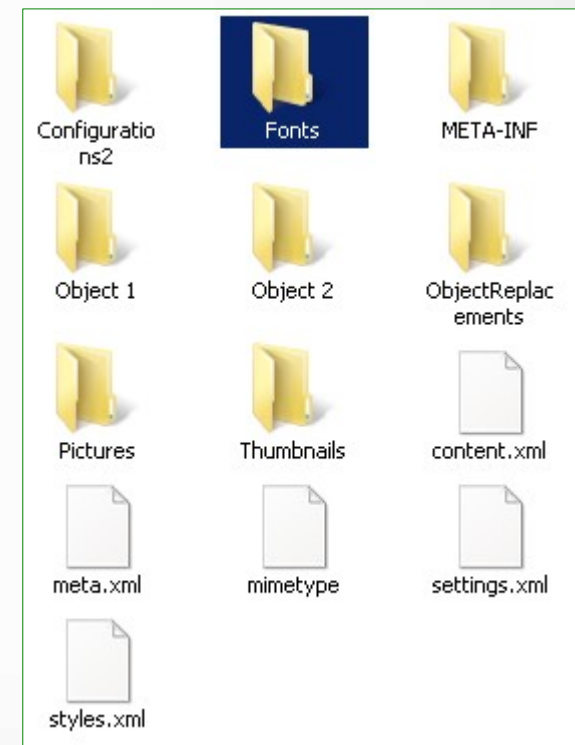 Configuratio
ns2
Fonts
META-INF
Object 1
Object 2
ObjectReplac
ements
Pictures
Thumbnails
content.xml
meta.xml
mimetype
settings.xml
styles.xml